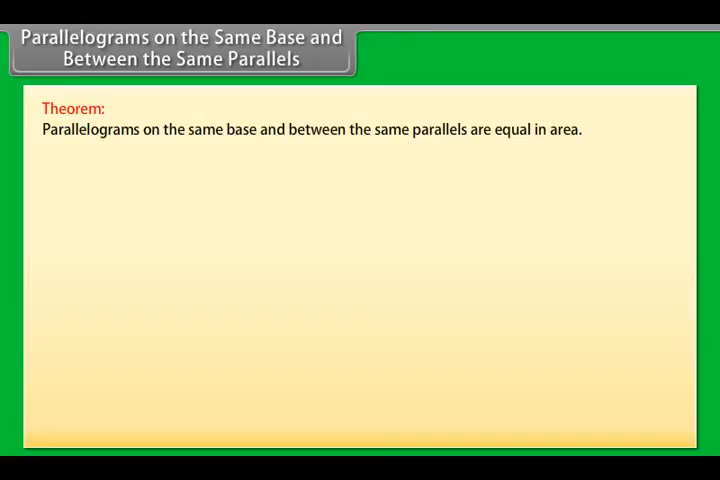 Parallelograms on the Same Base and
Between the Same Parallels
Theorem:
Parallelograms on the same base and between the same parallels are equal in area.